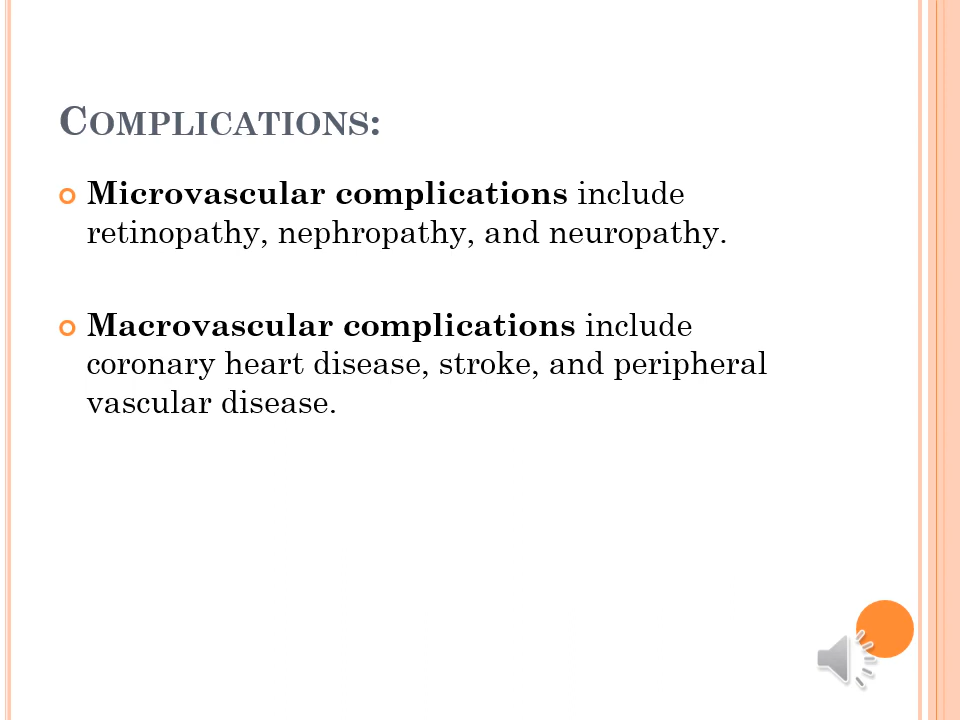 COMPLICATIONS:
Microvascular complications include
retinopathy, nephropathy, and neuropathy.
Macrovascular complications include
coronary heart disease, stroke, and peripheral
vascular disease.